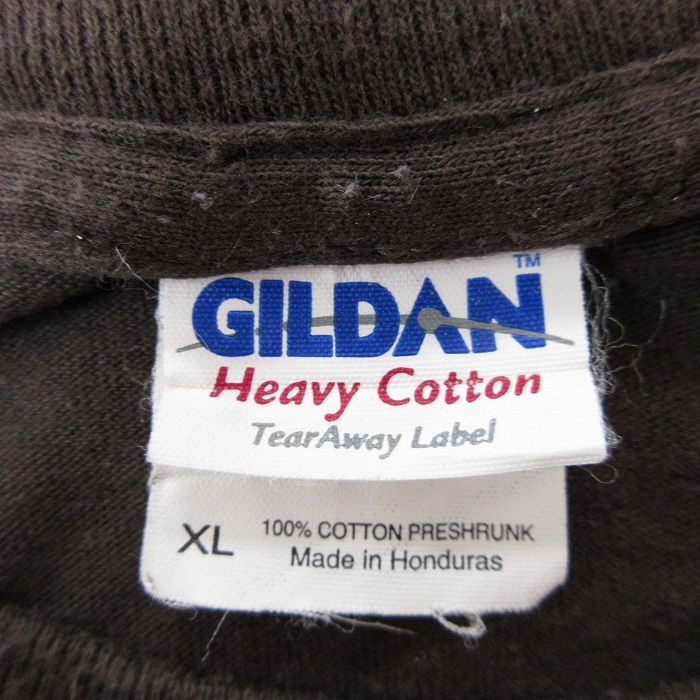 GILDAN™
Heavy Cotton
TearAway Label
XL 100% COTTON PRESHRUNK
Made in Honduras